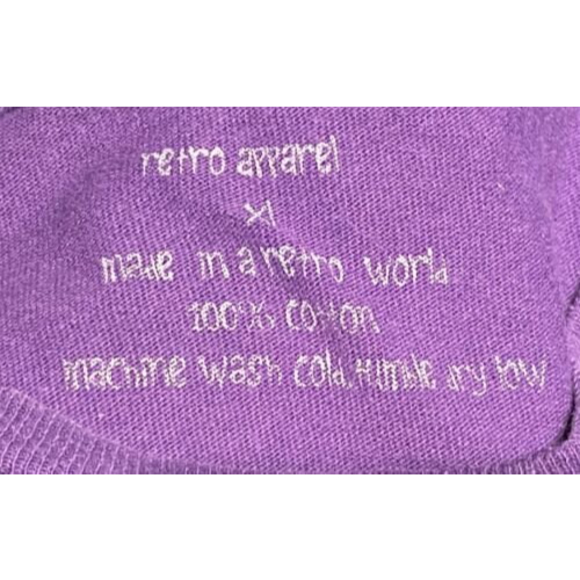 retro apparel
xl
made in a retro world
100% cotton
machine wash cold, tumble dry low